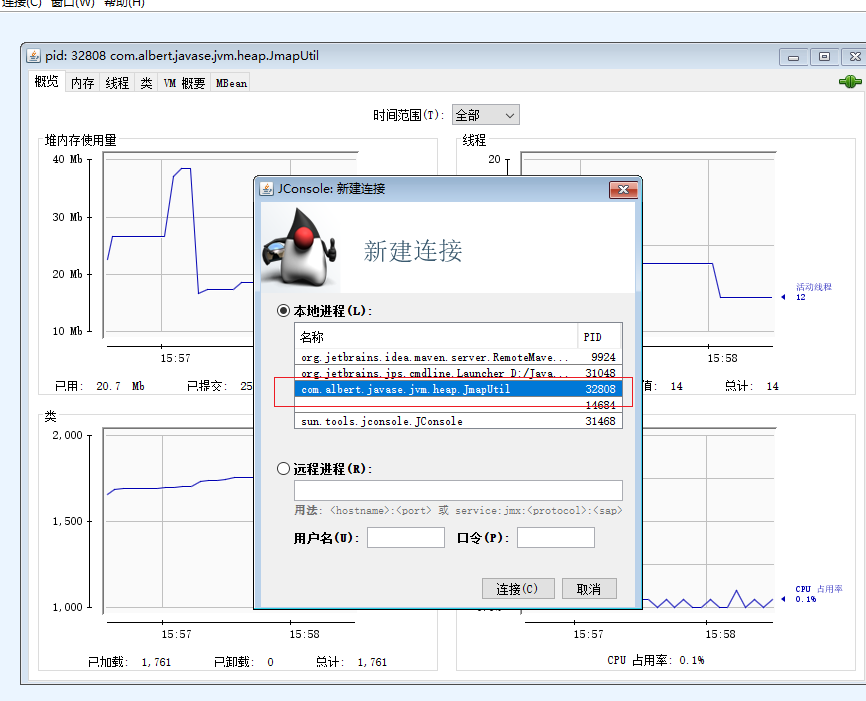 连接(C) 窗口(W) 帮助(H)
pid: 32808 com.albert.javase.jvm.heap.JmapUtil
概览 内存 线程 类 VM 概要 MBean
时间范围(T): 全部
堆内存使用量
40 Mb
30 Mb
20 Mb
10 Mb
15:57
已用: 20.7 Mb 已提交: 25
线程
20
活动线程
12
15:58
值: 14 总计: 14
类
2,000
1,500
1,000
15:57 15:58
已加载: 1,761 已卸载: 0 总计: 1,761
CPU 占用率
0.1%
15:57 15:58
CPU 占用率: 0.1%
JConsole: 新建连接
新建连接
本地进程(L):
名称 PID
org.jetbrains.idea.maven.server.RemoteMave... 9924
org.jetbrains.jps.cmdline.Launcher D:/Java... 31048
com.albert.javase.jvm.heap.JmapUtil 32808
14684
sun.tools.jconsole.JConsole 31468
远程进程(R):
用法: <hostname>:<port> 或 service:jmx:<protocol>:<sap>
用户名(U): 口令(P):
连接(C) 取消